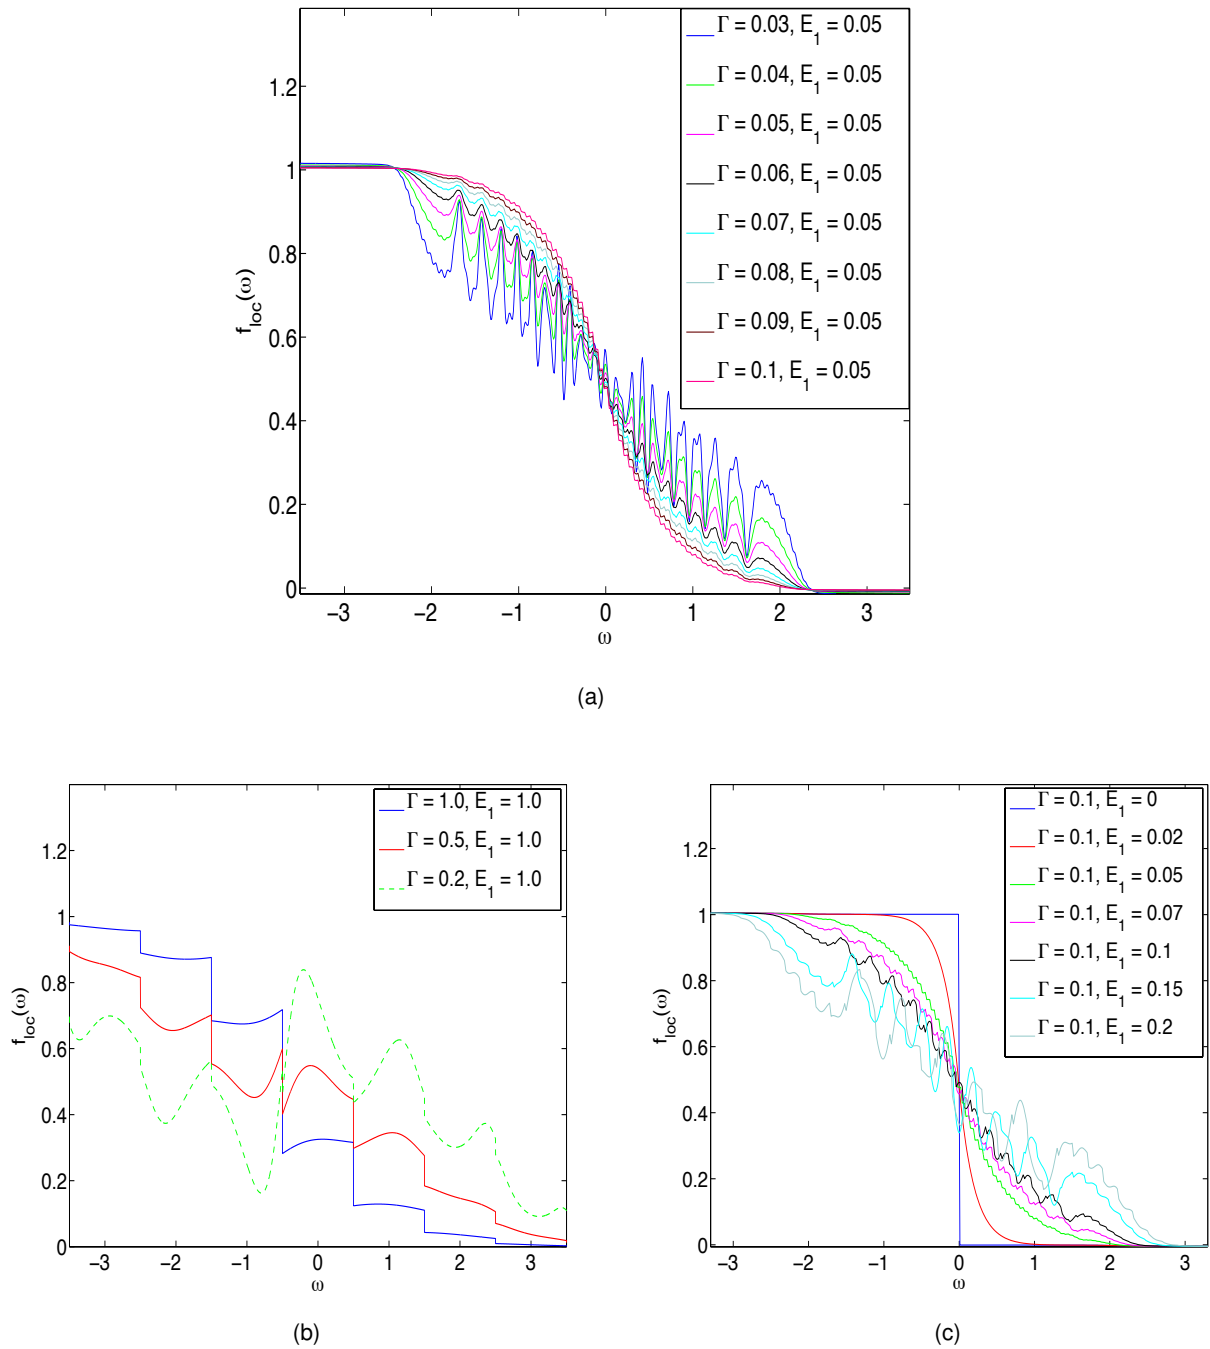 Γ = 0.03, E1 = 0.05
Γ = 0.04, E1 = 0.05
Γ = 0.05, E1 = 0.05
Γ = 0.06, E1 = 0.05
Γ = 0.07, E1 = 0.05
Γ = 0.08, E1 = 0.05
Γ = 0.09, E1 = 0.05
Γ = 0.1, E1 = 0.05
1.2
1
0.8
0.6
0.4
0.2
0
floc(ω)
−3 −2 −1 0 1 2 3
ω
(a)
Γ = 1.0, E1 = 1.0
Γ = 0.5, E1 = 1.0
Γ = 0.2, E1 = 1.0
1.2
1
0.8
0.6
0.4
0.2
0
floc(ω)
−3 −2 −1 0 1 2 3
ω
(b)
Γ = 0.1, E1 = 0
Γ = 0.1, E1 = 0.02
Γ = 0.1, E1 = 0.05
Γ = 0.1, E1 = 0.07
Γ = 0.1, E1 = 0.1
Γ = 0.1, E1 = 0.15
Γ = 0.1, E1 = 0.2
1.2
1
0.8
0.6
0.4
0.2
0
floc(ω)
−3 −2 −1 0 1 2 3
ω
(c)